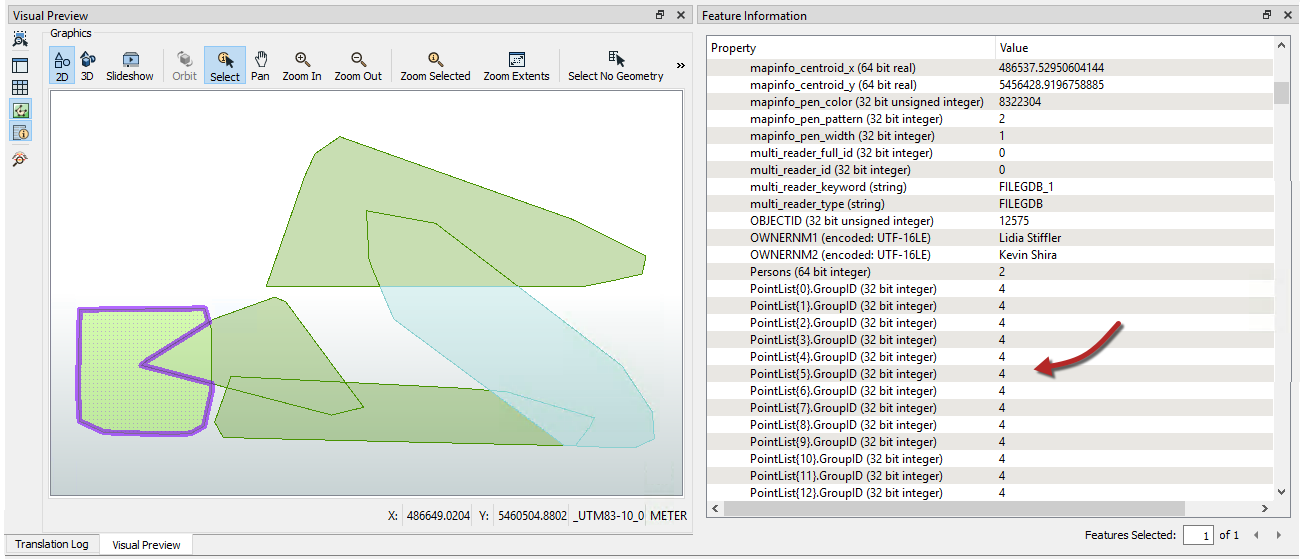 Visual Preview
Graphics
2D 3D Slideshow Orbit Select Pan Zoom In Zoom Out Zoom Selected Zoom Extents Select No Geometry »
X: 486649.0204 Y: 5460504.8802 _UTM83-10_0 METER
Translation Log Visual Preview
Feature Information
Property Value
mapinfo_centroid_x (64 bit real) 486537.52950604144
mapinfo_centroid_y (64 bit real) 5456428.9196758885
mapinfo_pen_color (32 bit unsigned integer) 8322304
mapinfo_pen_pattern (32 bit integer) 2
mapinfo_pen_width (32 bit integer) 1
multi_reader_full_id (32 bit integer) 0
multi_reader_id (32 bit integer) 0
multi_reader_keyword (string) FILEGDB_1
multi_reader_type (string) FILEGDB
OBJECTID (32 bit unsigned integer) 12575
OWNERNM1 (encoded: UTF-16LE) Lidia Stiffler
OWNERNM2 (encoded: UTF-16LE) Kevin Shira
Persons (64 bit integer) 2
PointList{0}.GroupID (32 bit integer) 4
PointList{1}.GroupID (32 bit integer) 4
PointList{2}.GroupID (32 bit integer) 4
PointList{3}.GroupID (32 bit integer) 4
PointList{4}.GroupID (32 bit integer) 4
PointList{5}.GroupID (32 bit integer) 4
PointList{6}.GroupID (32 bit integer) 4
PointList{7}.GroupID (32 bit integer) 4
PointList{8}.GroupID (32 bit integer) 4
PointList{9}.GroupID (32 bit integer) 4
PointList{10}.GroupID (32 bit integer) 4
PointList{11}.GroupID (32 bit integer) 4
PointList{12}.GroupID (32 bit integer) 4
Features Selected: 1 of 1